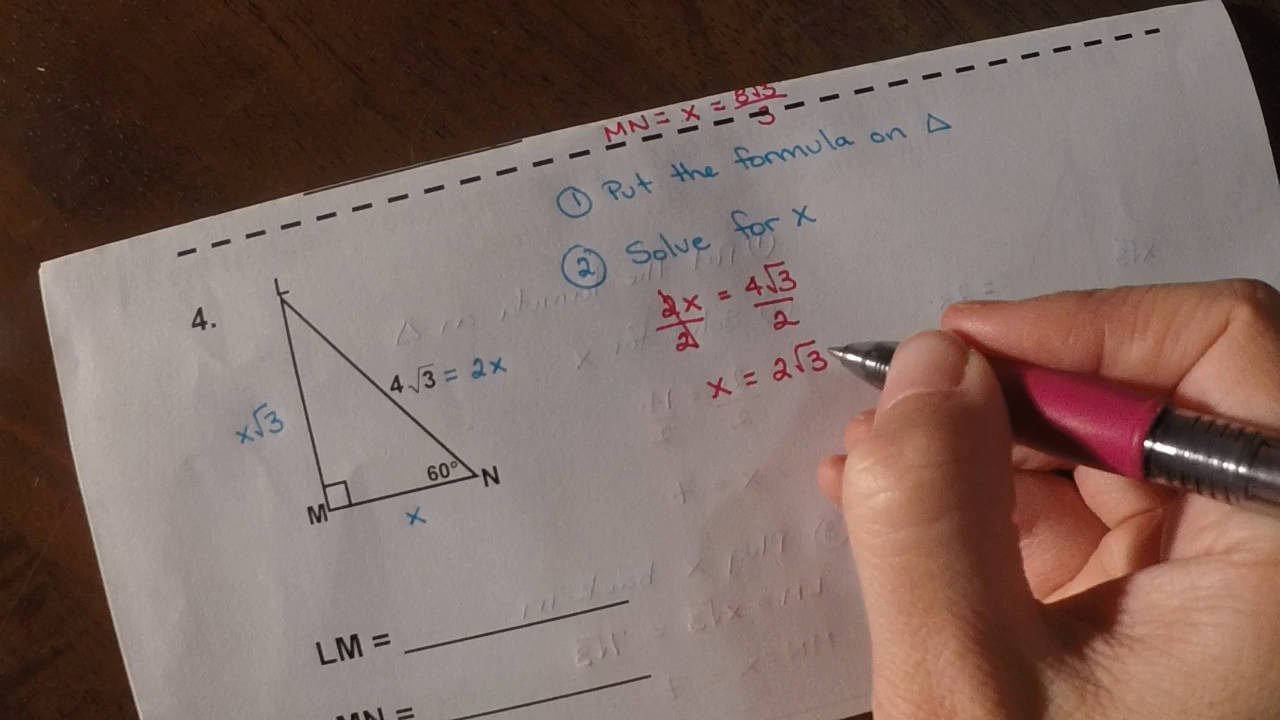 MN = x = 8√3/3
① Put the formula on △
② Solve for x
2x/2 = 4√3/2
x = 2√3
4.
L
4√3 = 2x
x√3
60°
M
N
x
LM =
MN =